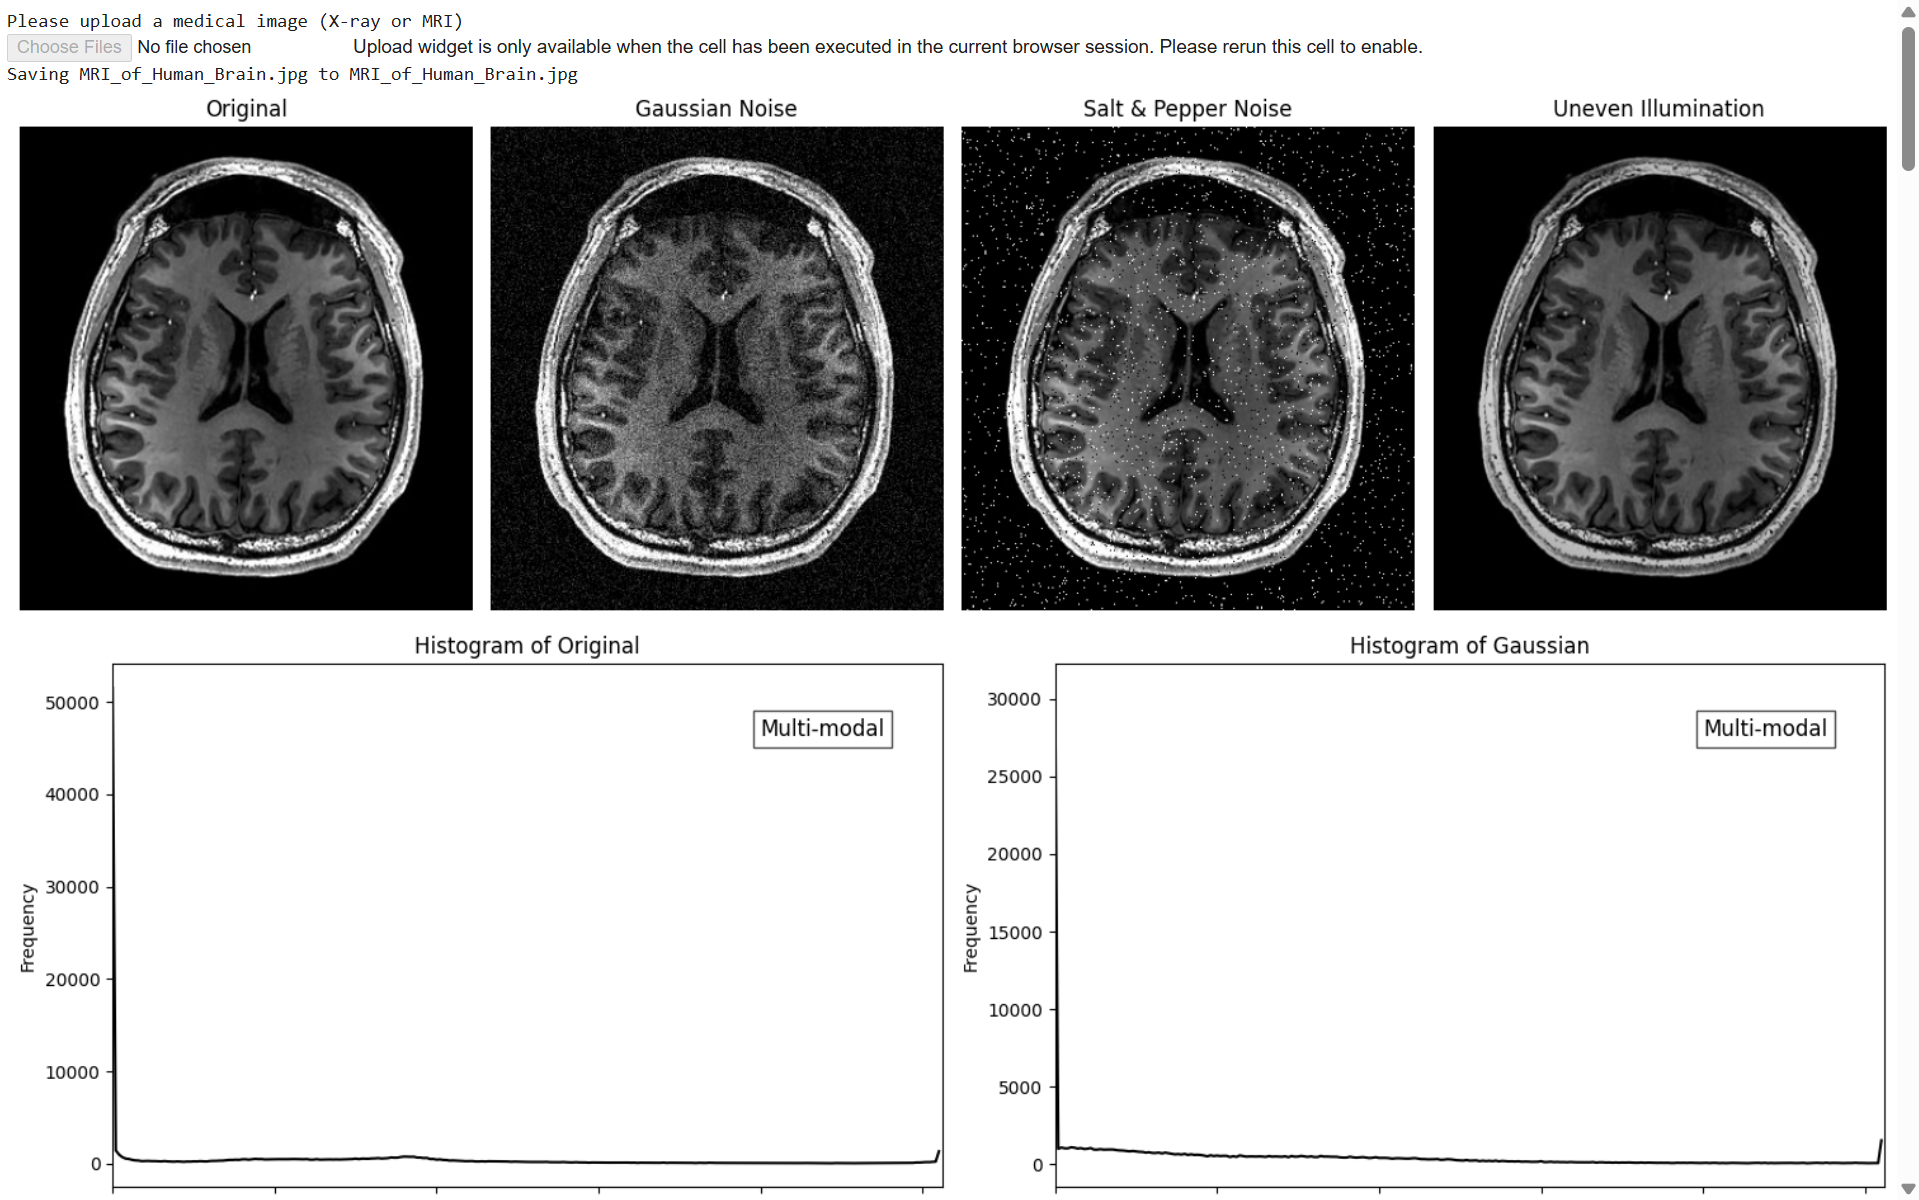 Please upload a medical image (X-ray or MRI)
Choose Files No file chosen Upload widget is only available when the cell has been executed in the current browser session. Please rerun this cell to enable.
Saving MRI_of_Human_Brain.jpg to MRI_of_Human_Brain.jpg
Original Gaussian Noise Salt & Pepper Noise Uneven Illumination
Histogram of Original
Multi-modal
50000
40000
30000
20000
10000
0
Frequency
Histogram of Gaussian
Multi-modal
30000
25000
20000
15000
10000
5000
0
Frequency